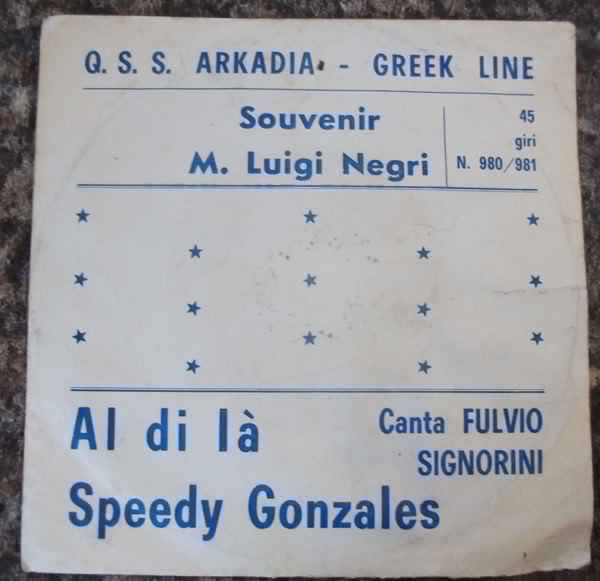 Q. S. S. ARKADIA - GREEK LINE
Souvenir
M. Luigi Negri
45
giri
N. 980/981
Al di là
Canta FULVIO
SIGNORINI
Speedy Gonzales